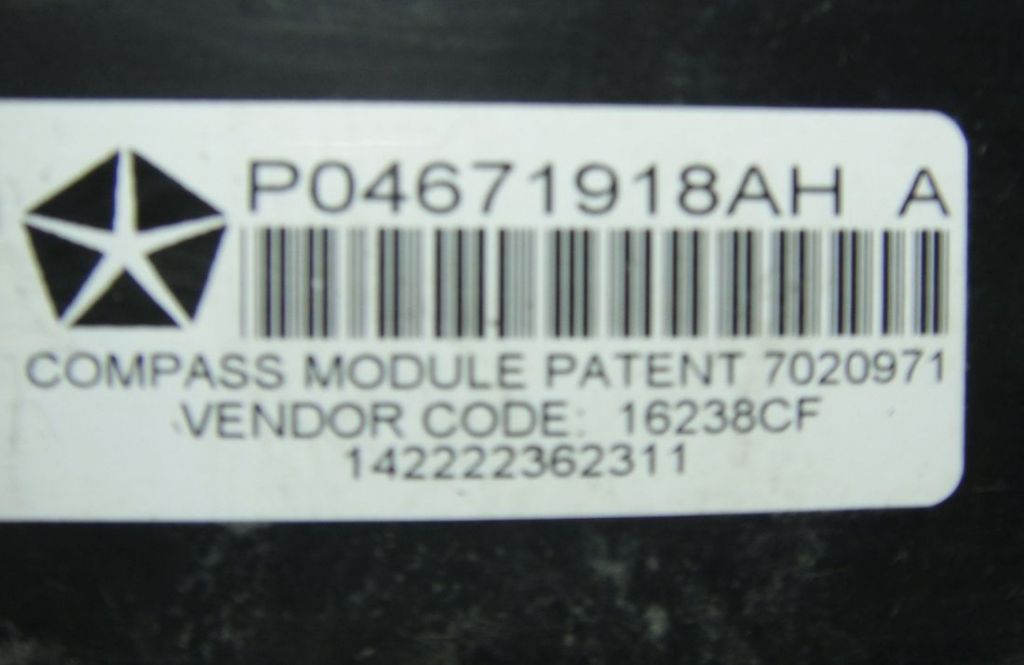 P04671918AH A
COMPASS MODULE PATENT 7020971
VENDOR CODE: 16238CF
142222362311